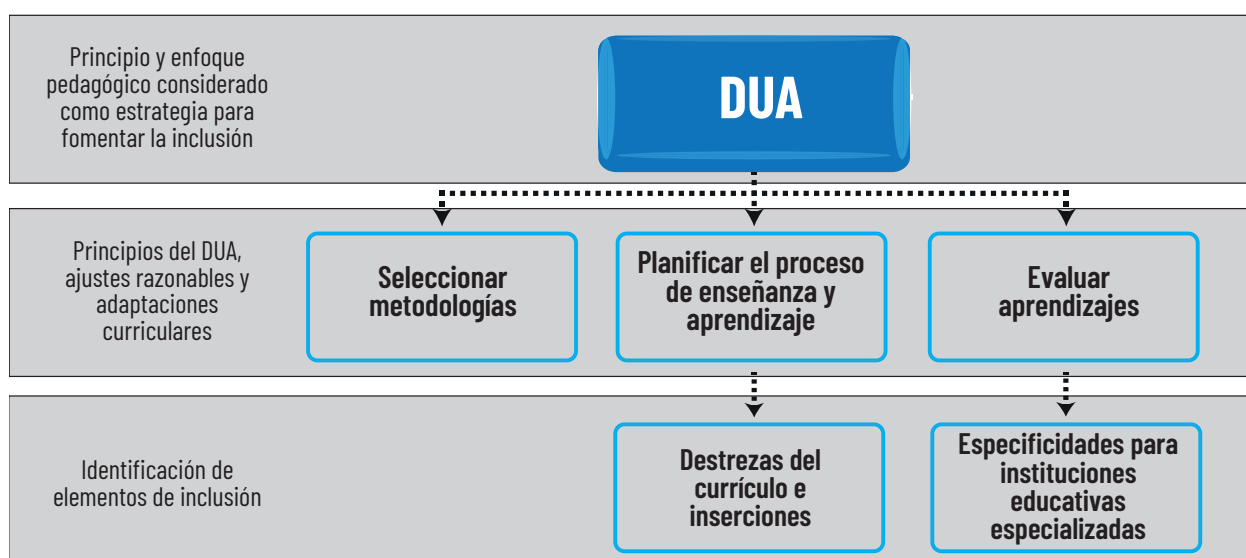 Principio y enfoque
pedagógico considerado
como estrategia para
fomentar la inclusión
DUA
Principios del DUA,
ajustes razonables y
adaptaciones
curriculares
Seleccionar
metodologías
Planificar el proceso
de enseñanza y
aprendizaje
Evaluar
aprendizajes
Identificación de
elementos de inclusión
Destrezas del
currículo e
inserciones
Especificidades para
instituciones
educativas
especializadas